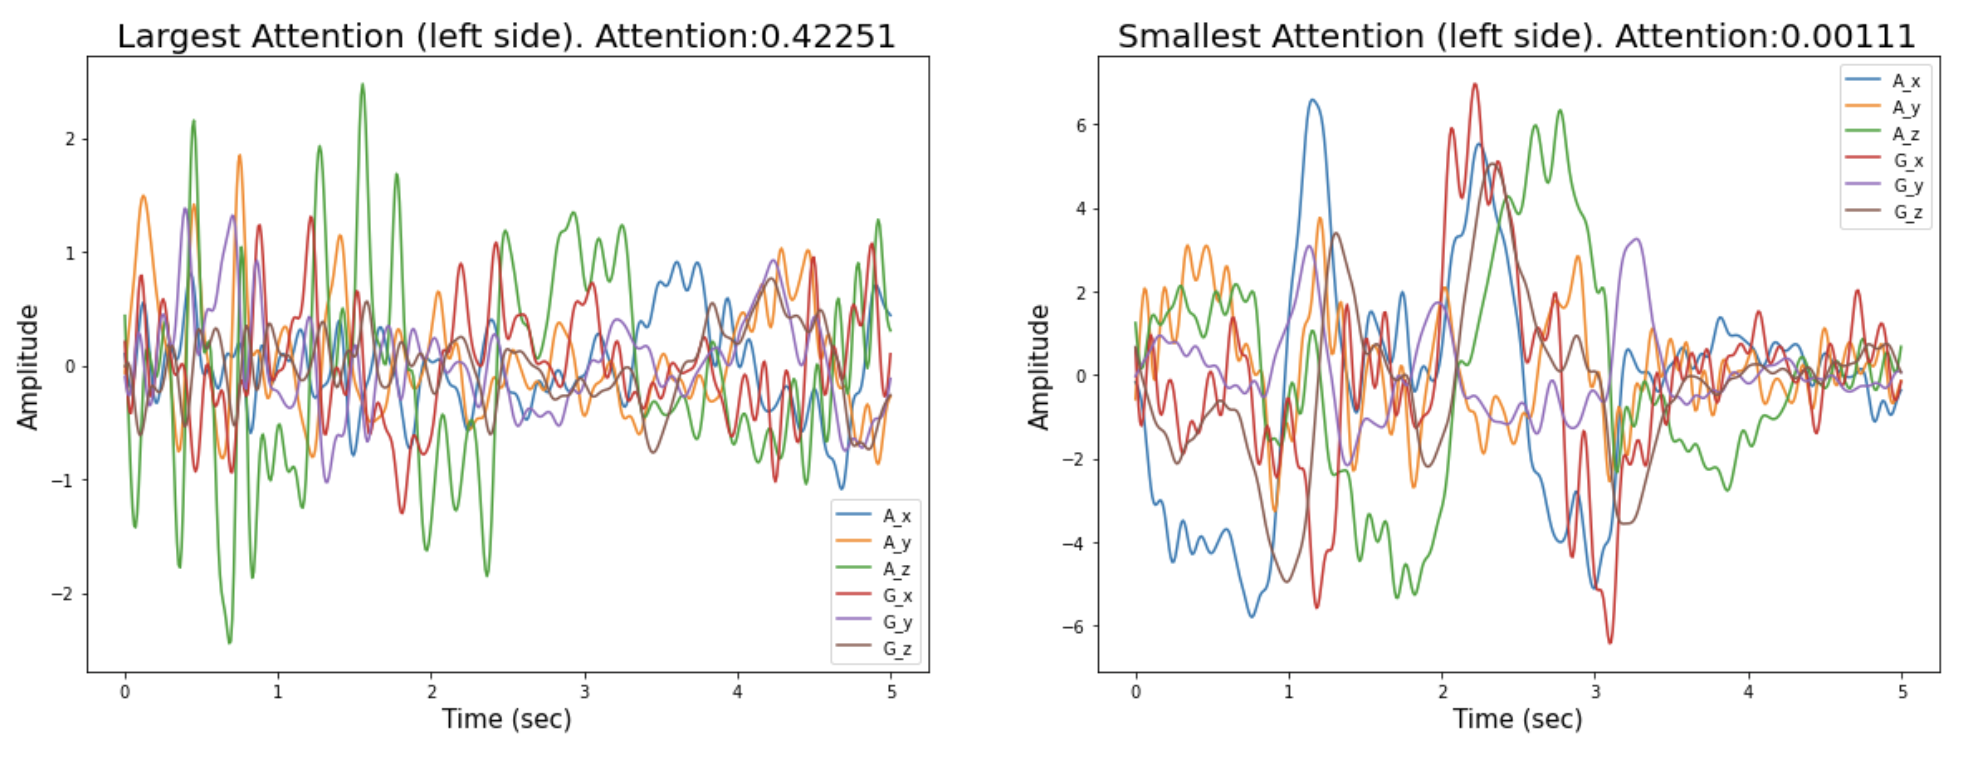 Largest Attention (left side). Attention:0.42251
Amplitude
2
1
0
−1
−2
0 1 2 3 4 5
Time (sec)
A_x
A_y
A_z
G_x
G_y
G_z
Smallest Attention (left side). Attention:0.00111
Amplitude
6
4
2
0
−2
−4
−6
0 1 2 3 4 5
Time (sec)
A_x
A_y
A_z
G_x
G_y
G_z